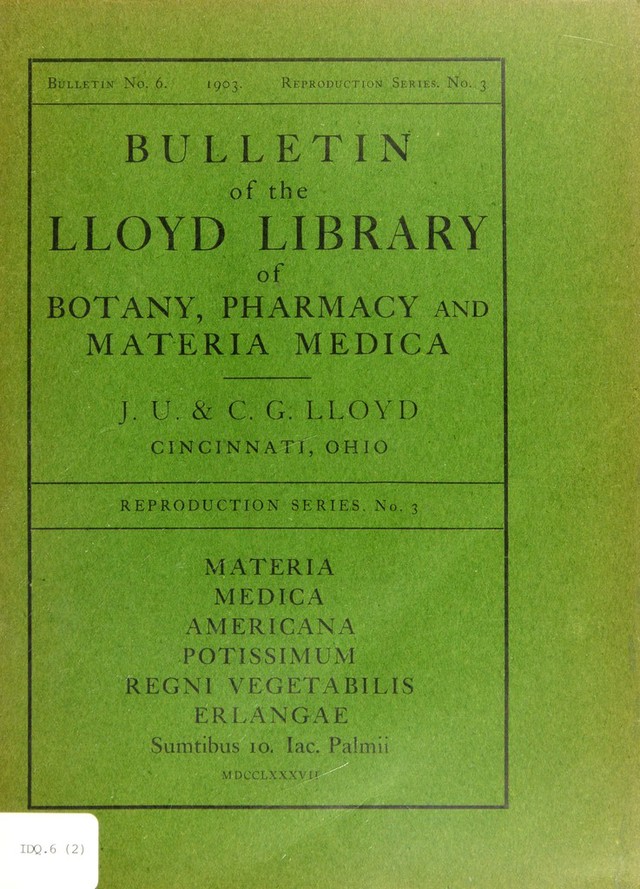 BULLETIN No. 6. 1903. REPRODUCTION SERIES. No. 3
BULLETIN
of the
LLOYD LIBRARY
of
BOTANY, PHARMACY AND
MATERIA MEDICA
J. U. & C. G. LLOYD
CINCINNATI, OHIO
REPRODUCTION SERIES. No. 3
MATERIA
MEDICA
AMERICANA
POTISSIMUM
REGNI VEGETABILIS
ERLANGAE
Sumtibus 10. Iac. Palmii
MDCCLXXXVII
IDQ.6 (2)